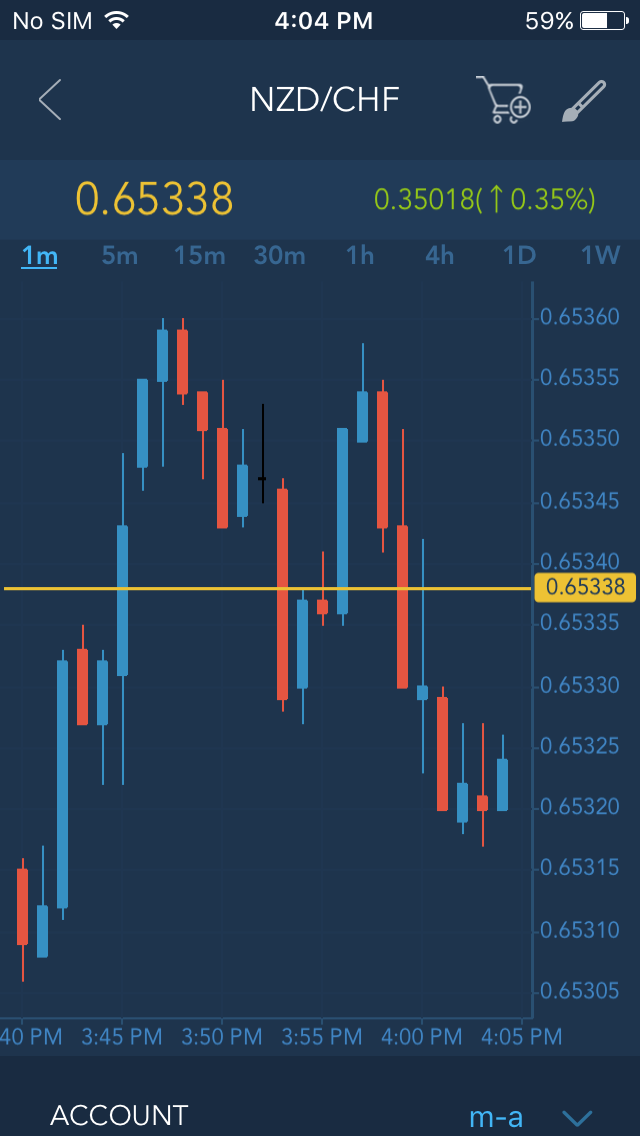 No SIM 4:04 PM 59%
NZD/CHF
0.65338 0.35018(↑0.35%)
1m 5m 15m 30m 1h 4h 1D 1W
0.65360
0.65355
0.65350
0.65345
0.65340
0.65338
0.65335
0.65330
0.65325
0.65320
0.65315
0.65310
0.65305
40 PM 3:45 PM 3:50 PM 3:55 PM 4:00 PM 4:05 PM
ACCOUNT m-a